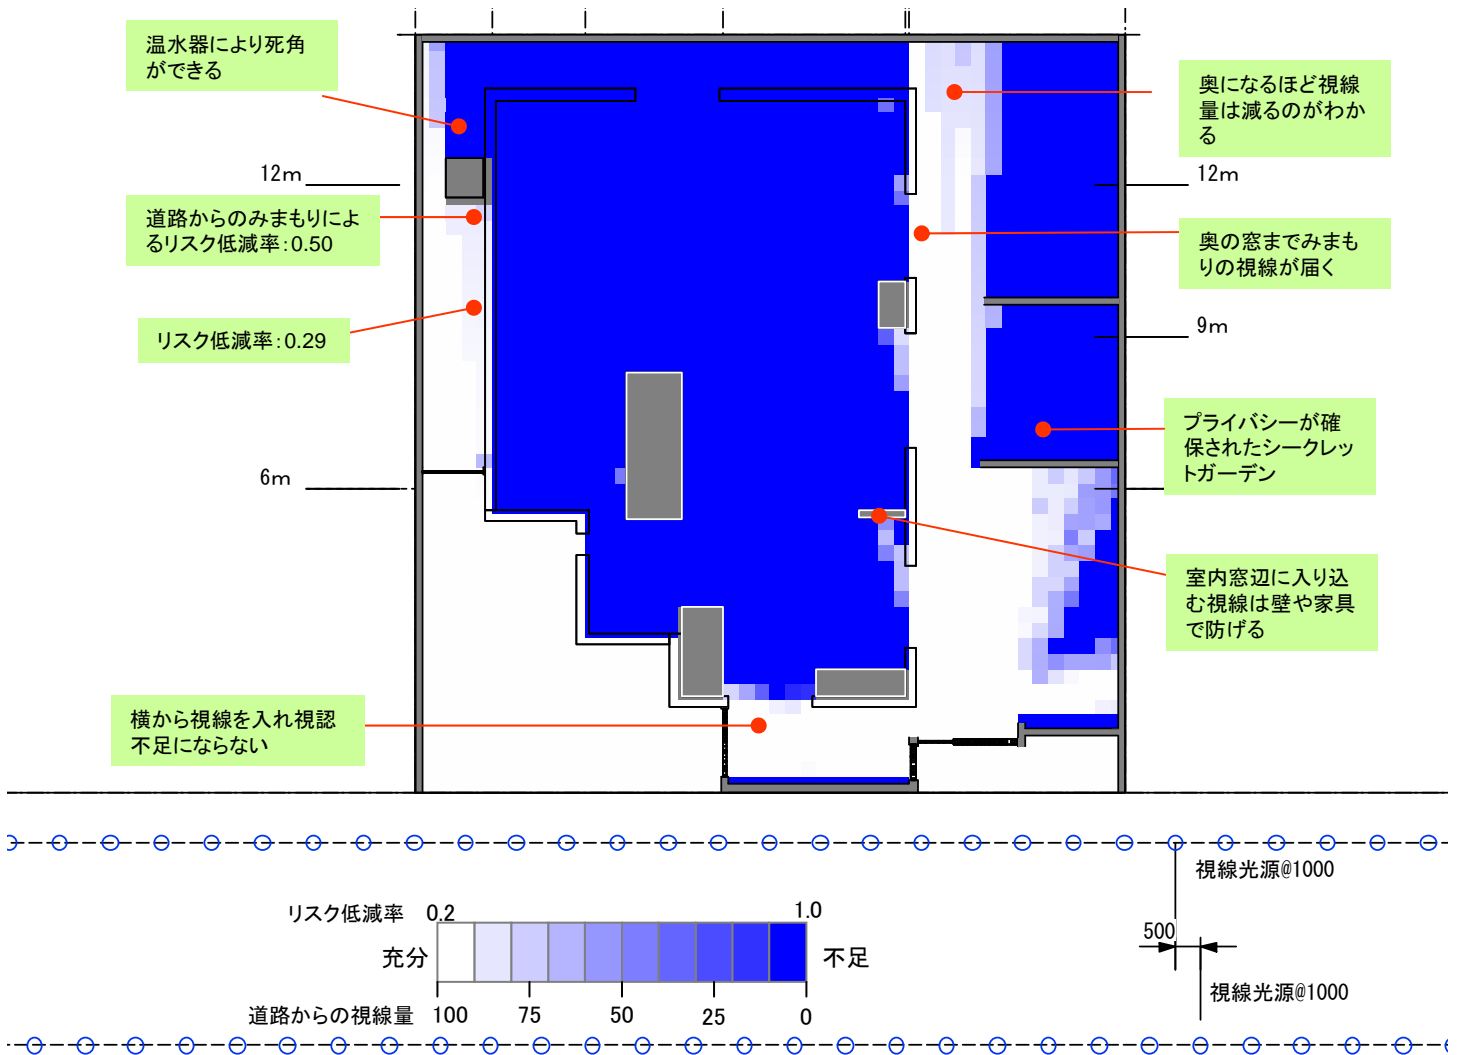 温水器により死角
ができる
奥になるほど視線
量は減るのがわか
る
12m
12m
道路からのみまもりによ
るリスク低減率：0.50
奥の窓までみまも
りの視線が届く
リスク低減率：0.29
9m
プライバシーが確
保されたシークレッ
トガーデン
6m
室内窓辺に入り込
む視線は壁や家具
で防げる
横から視線を入れ視認
不足にならない
視線光源@1000
リスク低減率 0.2 1.0
500
充分 不足
視線光源@1000
道路からの視線量 100 75 50 25 0